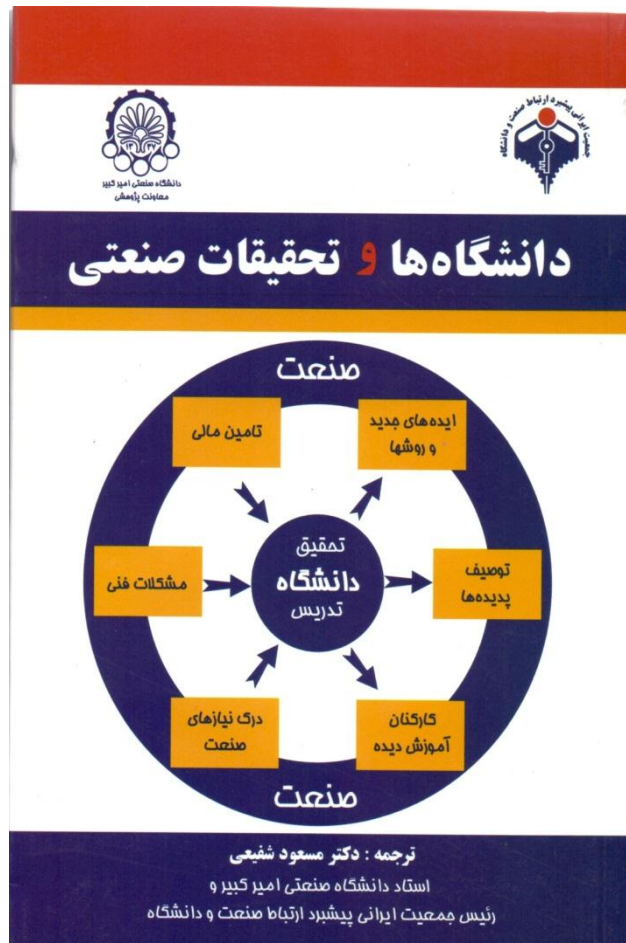 جمعیت ایرانی پیشبرد ارتباط صنعت و دانشگاه
۱۳۳۷
دانشگاه صنعتی امیر کبیر
معاونت پژوهشی
دانشگاه‌ها و تحقیقات صنعتی
صنعت
ایده‌های جدید
و روشها
تامین مالی
تحقیق
دانشگاه
تدریس
توصیف
پدیده‌ها
مشکلات فنی
کارکنان
آموزش دیده
درک نیازهای
صنعت
صنعت
ترجمه : دکتر مسعود شفیعی
استاد دانشگاه صنعتی امیر کبیر و
رئیس جمعیت ایرانی پیشبرد ارتباط صنعت و دانشگاه